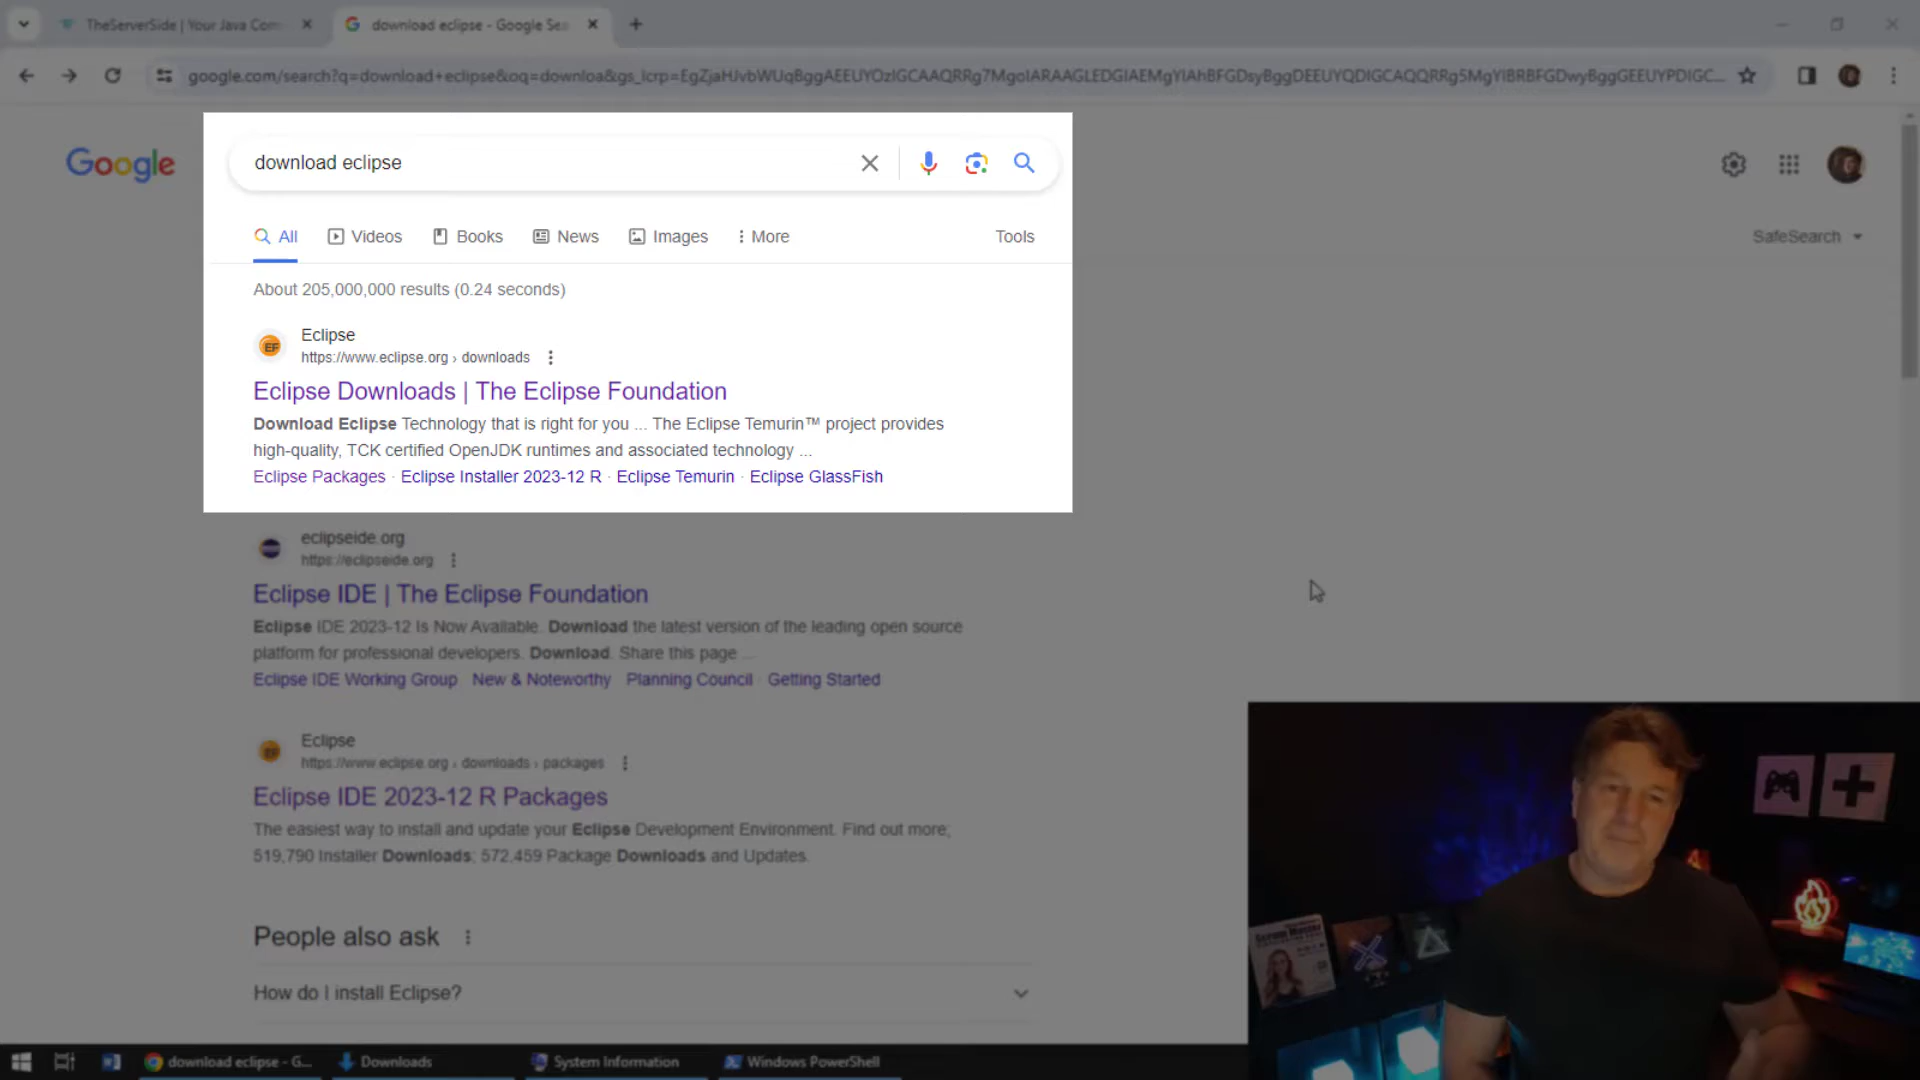 TheServerSide | Your Java Com
download eclipse - Google Sea
google.com/search?q=download+eclipse&oq=downloa&gs_lcrp=EgZjaHJvbWUqBggAEEUYOzIGCAAQRRg7MgoIARAAGLEDGIAEMgYIAhBFGDsyBggDEEUYQDIGCAQQRRg5MgYIBRBFGDwyBggGEEUYPDIGC...
Google
download eclipse
All Videos Books News Images More Tools
SafeSearch
About 205,000,000 results (0.24 seconds)
EF
Eclipse
https://www.eclipse.org › downloads
Eclipse Downloads | The Eclipse Foundation
Download Eclipse Technology that is right for you ... The Eclipse Temurin™ project provides
high-quality, TCK certified OpenJDK runtimes and associated technology ...
Eclipse Packages · Eclipse Installer 2023-12 R · Eclipse Temurin · Eclipse GlassFish
eclipseide.org
https://eclipseide.org
Eclipse IDE | The Eclipse Foundation
Eclipse IDE 2023-12 Is Now Available. Download the latest version of the leading open source
platform for professional developers. Download. Share this page ...
Eclipse IDE Working Group New & Noteworthy Planning Council · Getting Started
EF
Eclipse
https://www.eclipse.org › downloads › packages
Eclipse IDE 2023-12 R Packages
The easiest way to install and update your Eclipse Development Environment. Find out more;
519,790 Installer Downloads; 572,459 Package Downloads and Updates.
People also ask
How do I install Eclipse?
Scrum Master
download eclipse - G...
Downloads
System Information
Windows PowerShell